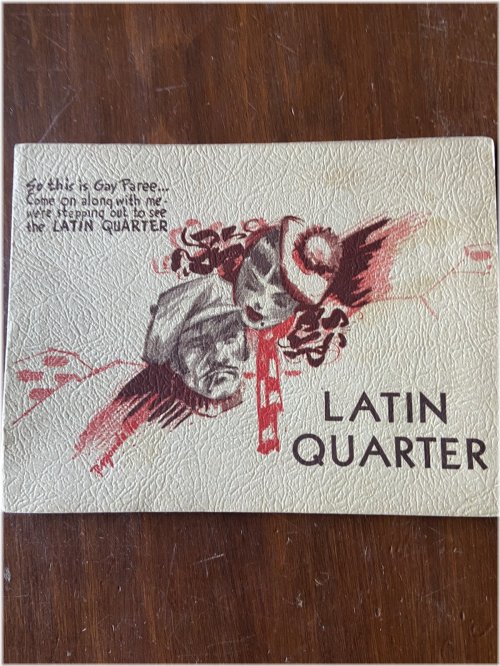 So this is Gay Paree...
Come on along with me-
we're stepping out to see
the LATIN QUARTER
LATIN
QUARTER